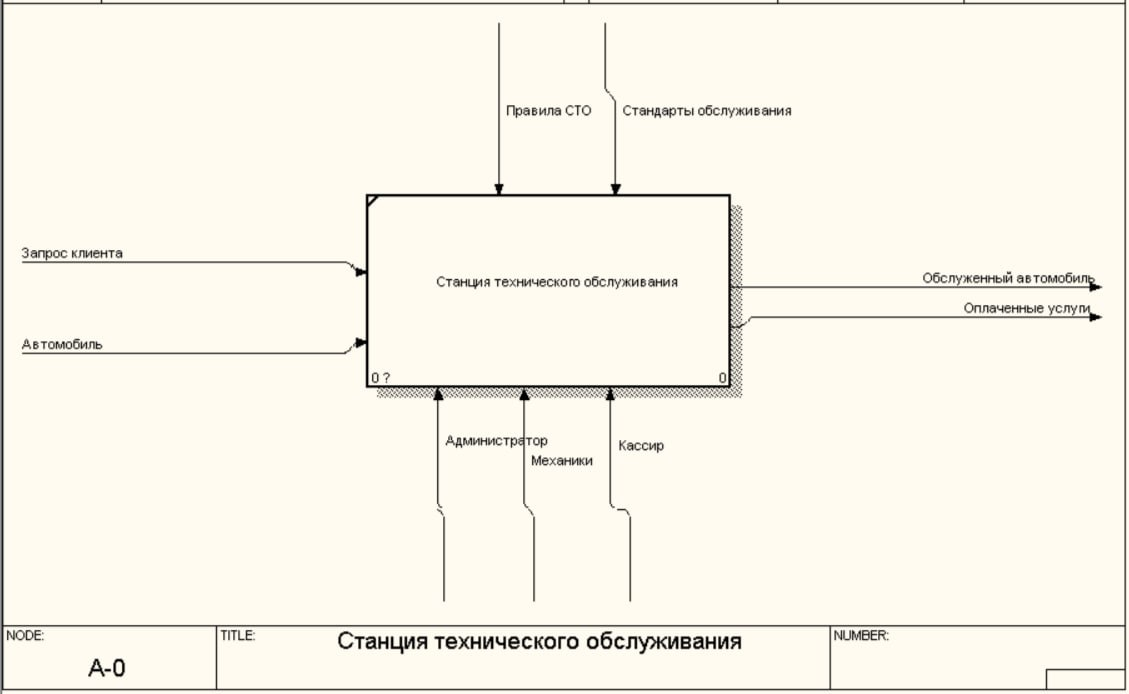 Правила СТО
Стандарты обслуживания
Запрос клиента
Станция технического обслуживания
Обслуженный автомобиль
Оплаченные услуги
Автомобиль
0 ?
0
Администратор
Кассир
Механики
NODE:
TITLE:
Станция технического обслуживания
NUMBER:
A-0